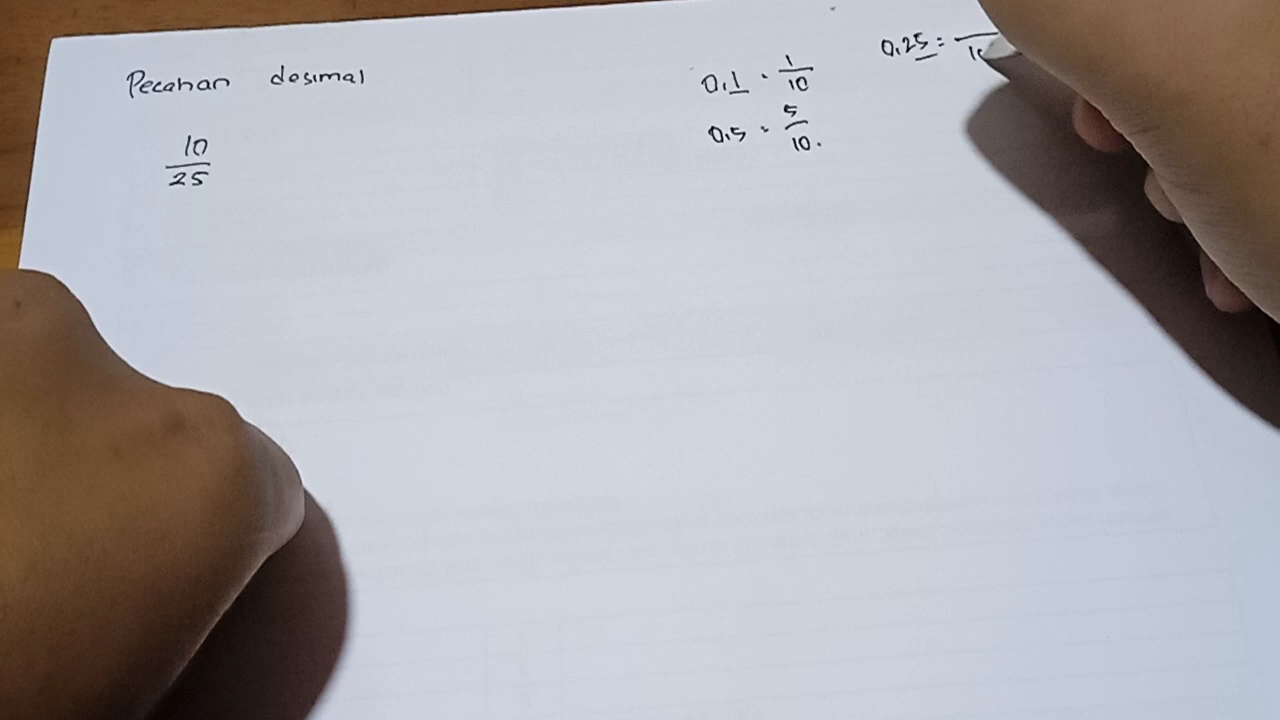 Pecahan desimal
10
25
0,1 = 1/10
0,5 = 5/10.
0,25 =